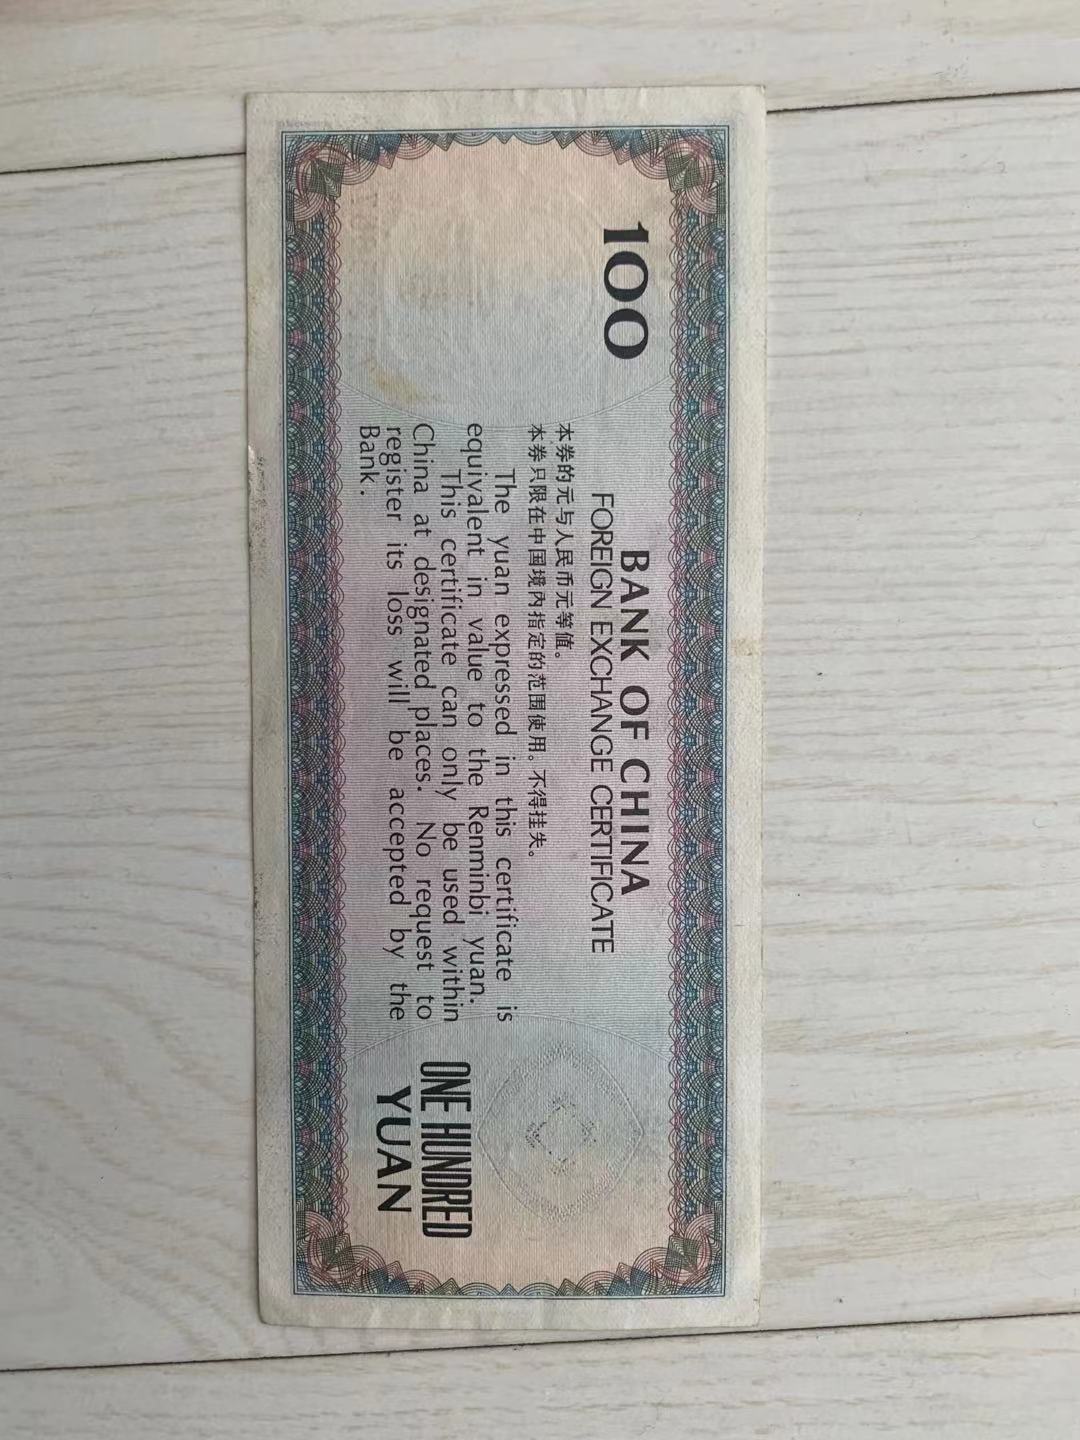 100
BANK OF CHINA
FOREIGN EXCHANGE CERTIFICATE
本券的元与人民币元等值。
本券只限在中国境内指定的范围使用。不得挂失。
The yuan expressed in this certificate is
equivalent in value to the Renminbi yuan.
This certificate can only be used within
China at designated places. No request to
register its loss will be accepted by the
Bank.
ONE HUNDRED
YUAN